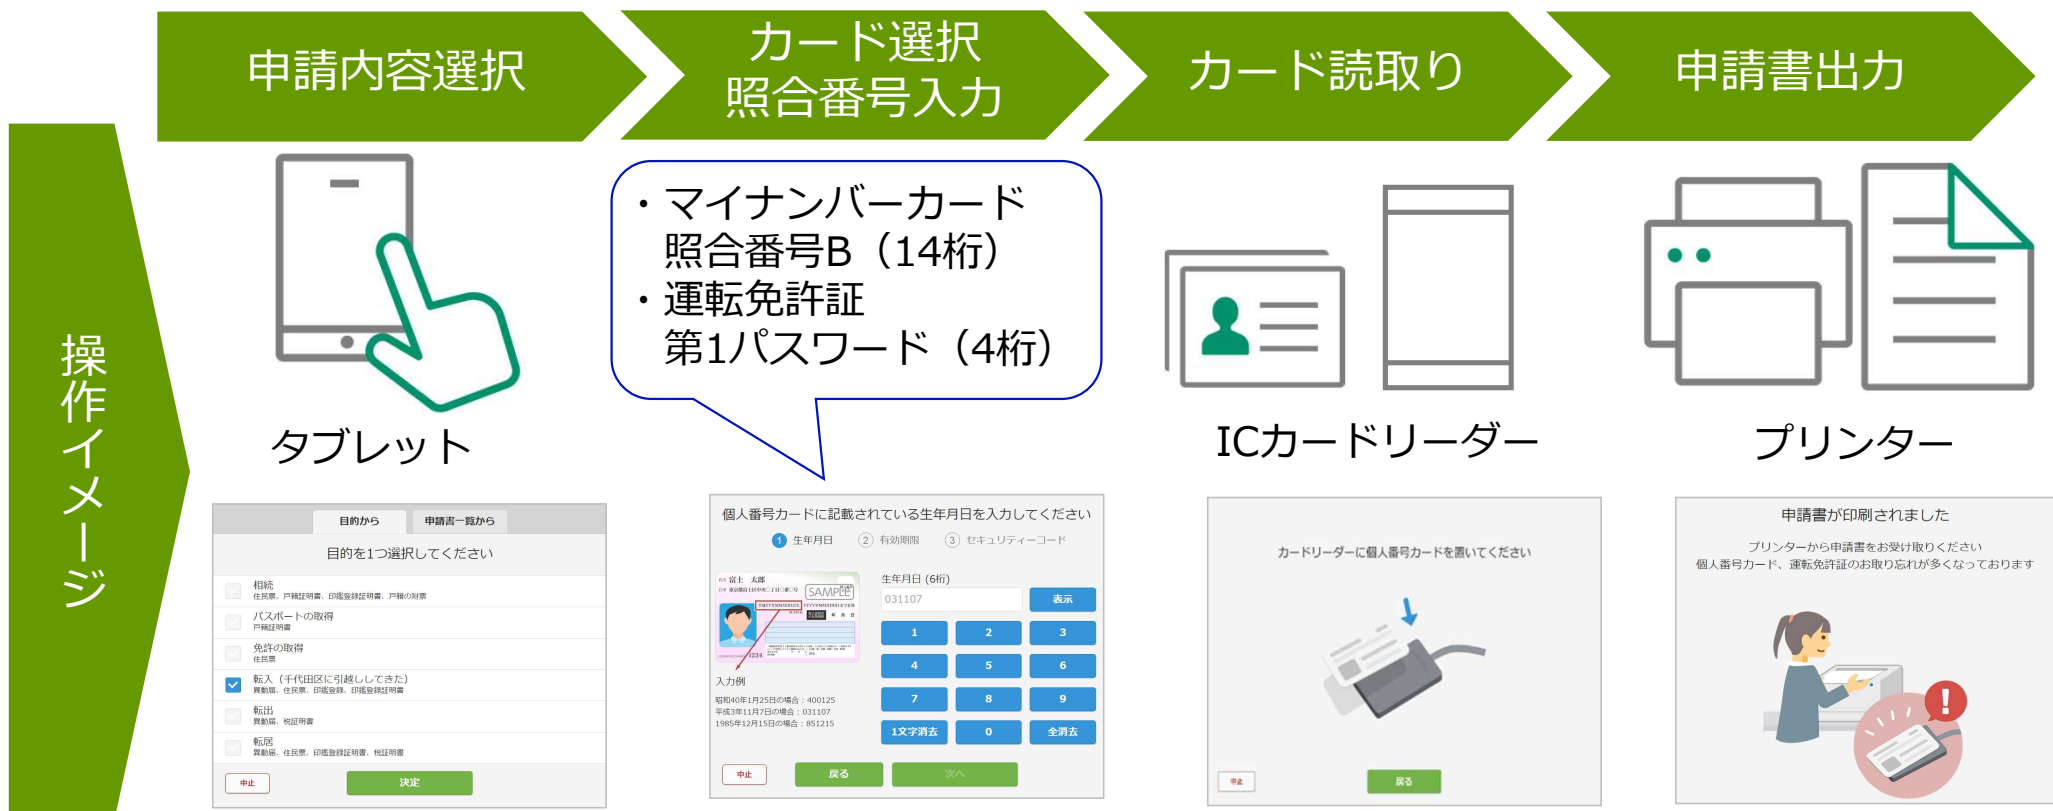 申請内容選択
カード選択
照合番号入力
カード読取り
申請書出力
操作イメージ
・マイナンバーカード
照合番号B（14桁）
・運転免許証
第1パスワード（4桁）
タブレット
ICカードリーダー
プリンター
目的から 申請書一覧から
目的を1つ選択してください
相続
住民票、戸籍証明書、印鑑登録証明書、戸籍の附票
パスポートの取得
戸籍証明書
免許の取得
住民票
転入（千代田区に引越ししてきた）
異動届、住民票、印鑑登録、印鑑登録証明書
転出
異動届、税証明書
転居
異動届、住民票、印鑑登録証明書、税証明書
中止 決定
個人番号カードに記載されている生年月日を入力してください
1 生年月日 2 有効期限 3 セキュリティーコード
富士 太郎
SAMPLE
1234
入力例
昭和40年1月25日の場合：400125
平成3年11月7日の場合：031107
1985年12月15日の場合：851215
生年月日 (6桁)
031107 表示
1 2 3
4 5 6
7 8 9
1文字消去 0 全消去
中止 戻る 次へ
カードリーダーに個人番号カードを置いてください
中止 戻る
申請書が印刷されました
プリンターから申請書をお受け取りください
個人番号カード、運転免許証のお取り忘れが多くなっております